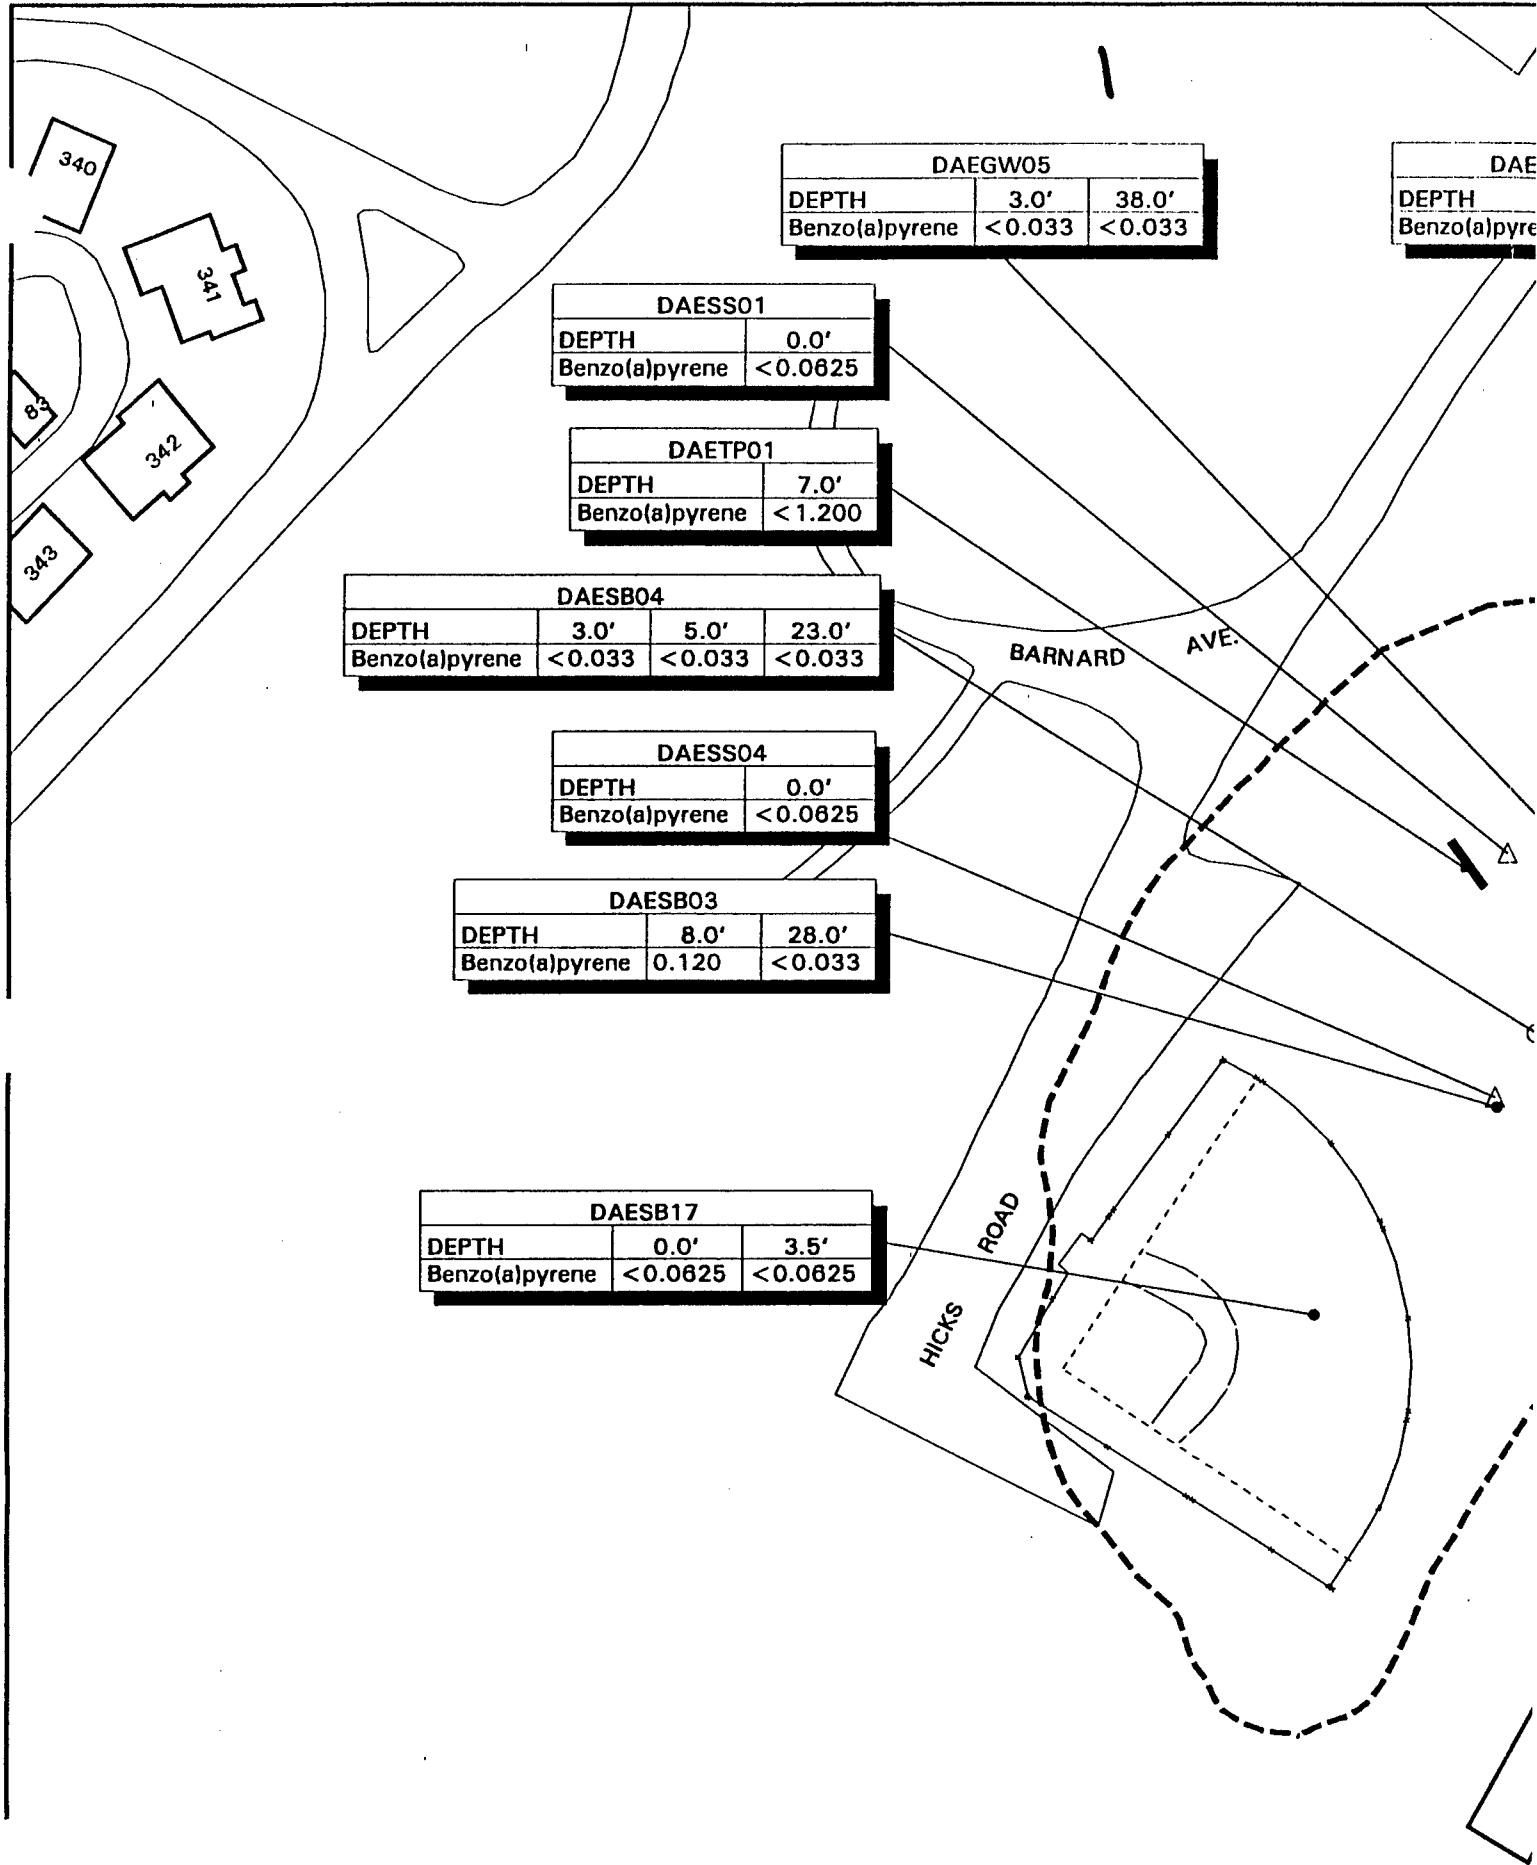 340
341
83
342
343
DAEGW05
DEPTH 3.0' 38.0'
Benzo(a)pyrene <0.033 <0.033
DAE
DEPTH
Benzo(a)pyre
DAESS01
DEPTH 0.0'
Benzo(a)pyrene <0.0625
DAETP01
DEPTH 7.0'
Benzo(a)pyrene <1.200
DAESB04
DEPTH 3.0' 5.0' 23.0'
Benzo(a)pyrene <0.033 <0.033 <0.033
BARNARD AVE.
DAESS04
DEPTH 0.0'
Benzo(a)pyrene <0.0625
DAESB03
DEPTH 8.0' 28.0'
Benzo(a)pyrene 0.120 <0.033
DAESB17
DEPTH 0.0' 3.5'
Benzo(a)pyrene <0.0625 <0.0625
HICKS ROAD